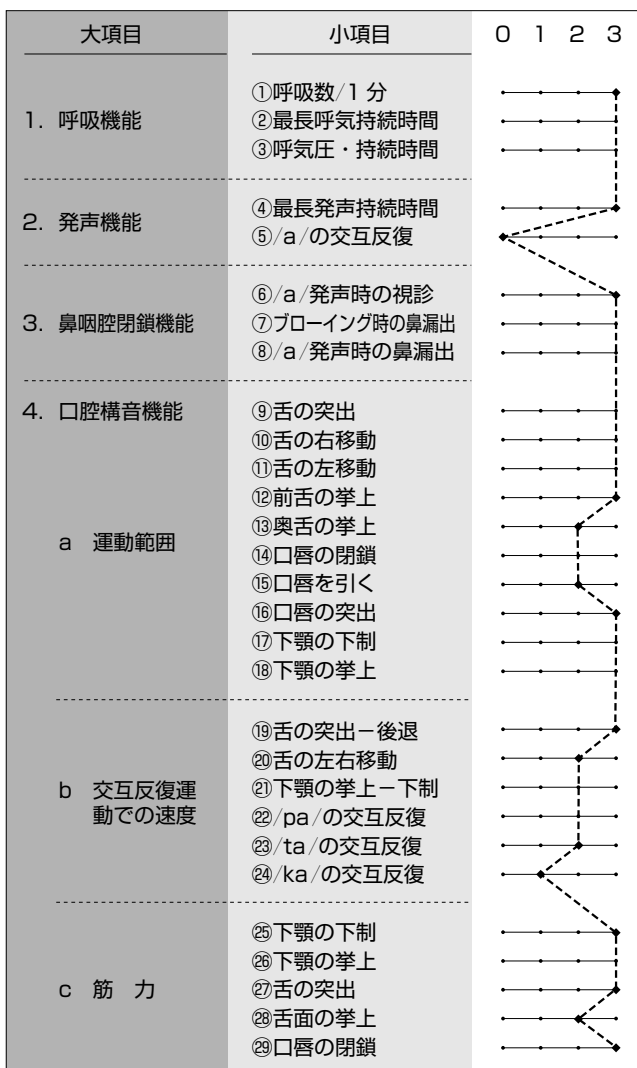 大項目 小項目 0 1 2 3
1. 呼吸機能
①呼吸数/1 分
②最長呼気持続時間
③呼気圧・持続時間
2. 発声機能
④最長発声持続時間
⑤/a/の交互反復
3. 鼻咽腔閉鎖機能
⑥/a/発声時の視診
⑦ブローイング時の鼻漏出
⑧/a/発声時の鼻漏出
4. 口腔構音機能
a 運動範囲
⑨舌の突出
⑩舌の右移動
⑪舌の左移動
⑫前舌の挙上
⑬奥舌の挙上
⑭口唇の閉鎖
⑮口唇を引く
⑯口唇の突出
⑰下顎の下制
⑱下顎の挙上
b 交互反復運
動での速度
⑲舌の突出−後退
⑳舌の左右移動
㉑下顎の挙上−下制
㉒/pa/の交互反復
㉓/ta/の交互反復
㉔/ka/の交互反復
c 筋 力
㉕下顎の下制
㉖下顎の挙上
㉗舌の突出
㉘舌面の挙上
㉙口唇の閉鎖